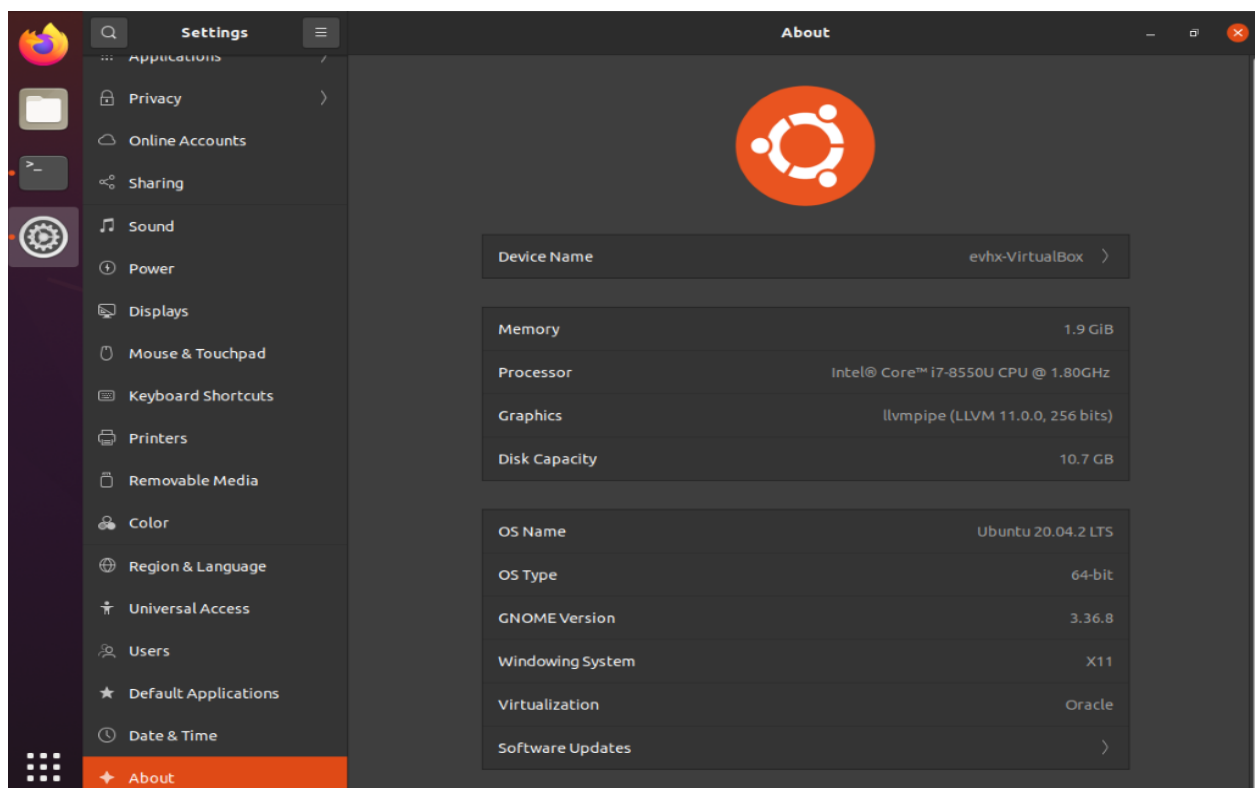 Settings
About
Applications
Privacy
Online Accounts
Sharing
Sound
Power
Displays
Mouse & Touchpad
Keyboard Shortcuts
Printers
Removable Media
Color
Region & Language
Universal Access
Users
Default Applications
Date & Time
About
Device Name evhx-VirtualBox
Memory 1.9 GiB
Processor Intel® Core™ i7-8550U CPU @ 1.80GHz
Graphics llvmpipe (LLVM 11.0.0, 256 bits)
Disk Capacity 10.7 GB
OS Name Ubuntu 20.04.2 LTS
OS Type 64-bit
GNOME Version 3.36.8
Windowing System X11
Virtualization Oracle
Software Updates